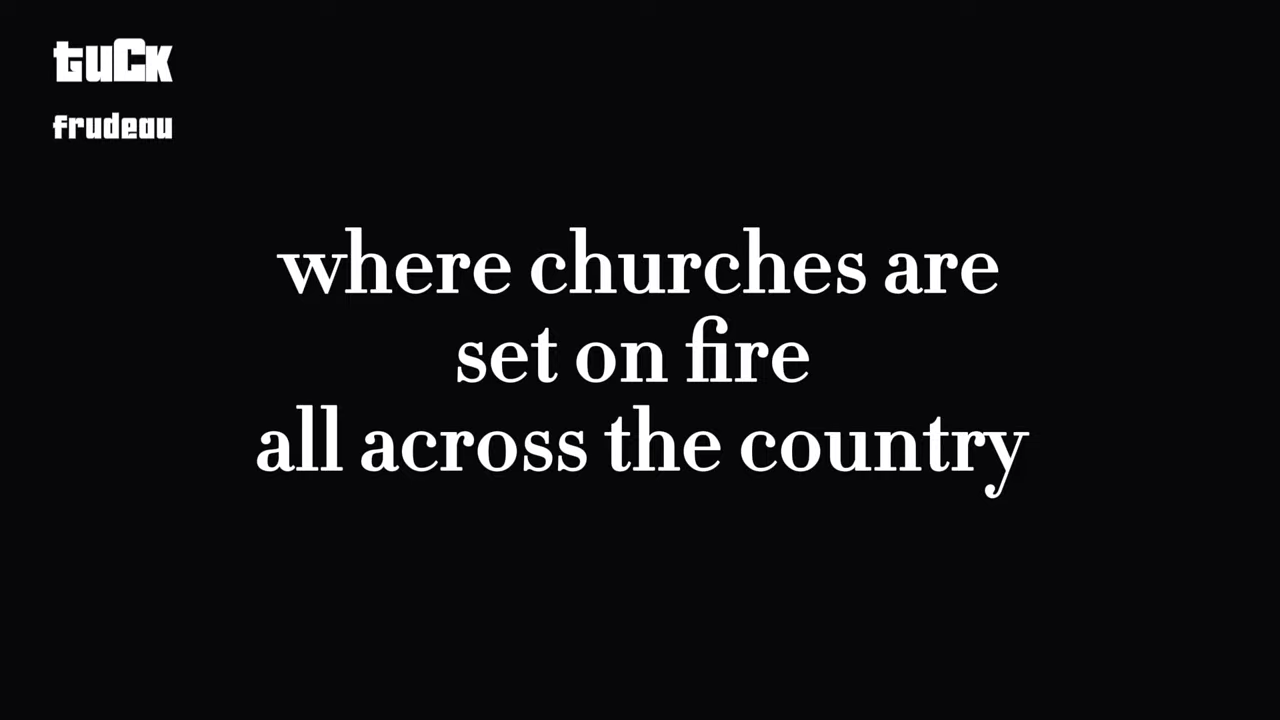 tuCk
frudeau
where churches are
set on fire
all across the country